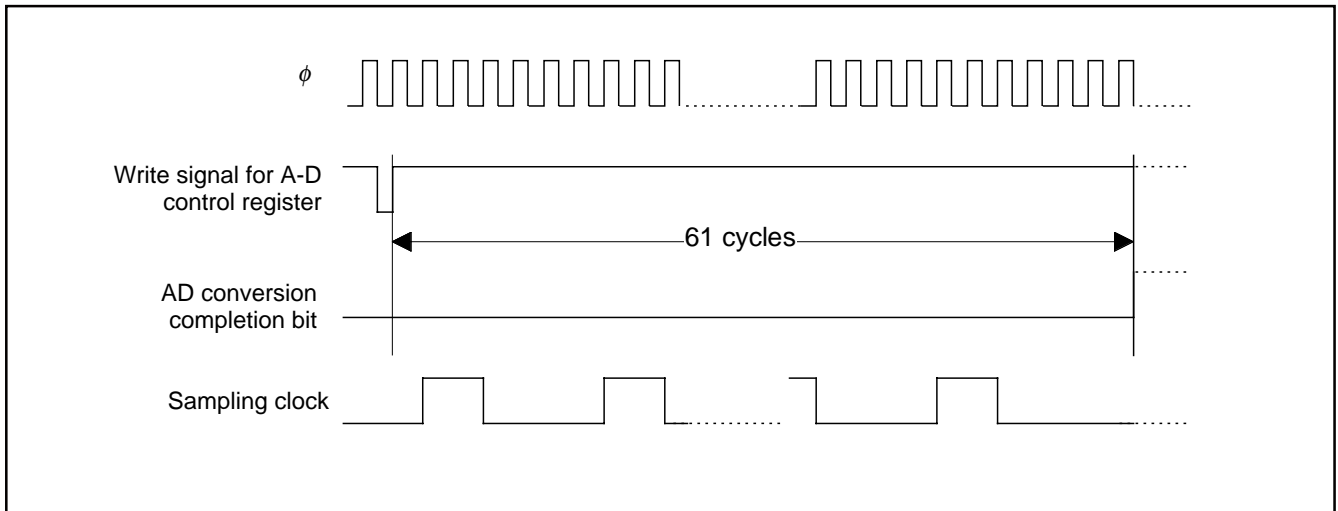 ϕ
Write signal for A-D
control register
61 cycles
AD conversion
completion bit
Sampling clock